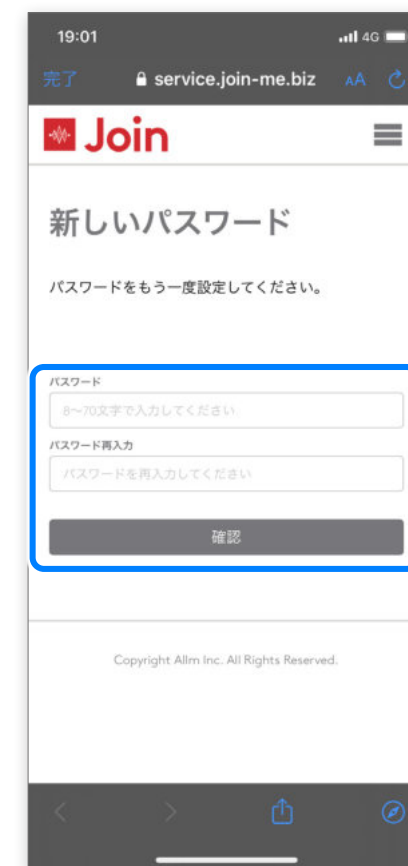 19:01
4G
完了
service.join-me.biz
AA
Join
新しいパスワード
パスワードをもう一度設定してください。
パスワード
8〜70文字で入力してください
パスワード再入力
パスワードを再入力してください
確認
Copyright Allm Inc. All Rights Reserved.